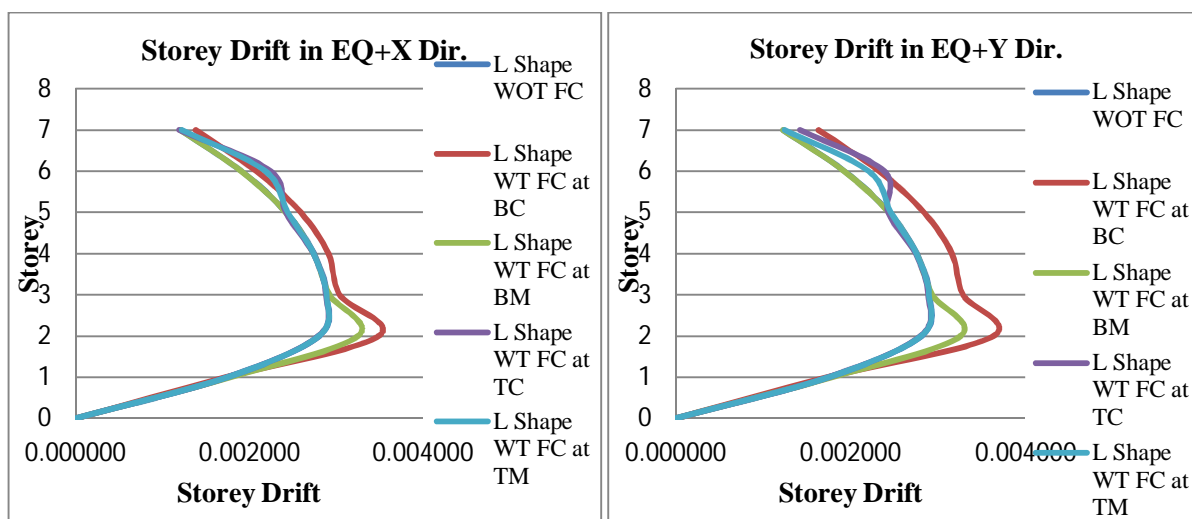 Storey Drift in EQ+X Dir.
8
7
6
5
4
3
2
1
0
Storey
0.000000
0.002000
0.004000
Storey Drift
L Shape
WOT FC
L Shape
WT FC at
BC
L Shape
WT FC at
BM
L Shape
WT FC at
TC
L Shape
WT FC at
TM
Storey Drift in EQ+Y Dir.
8
7
6
5
4
3
2
1
0
Storey
0.000000
0.002000
0.004000
Storey Drift
L Shape
WOT FC
L Shape
WT FC at
BC
L Shape
WT FC at
BM
L Shape
WT FC at
TC
L Shape
WT FC at
TM